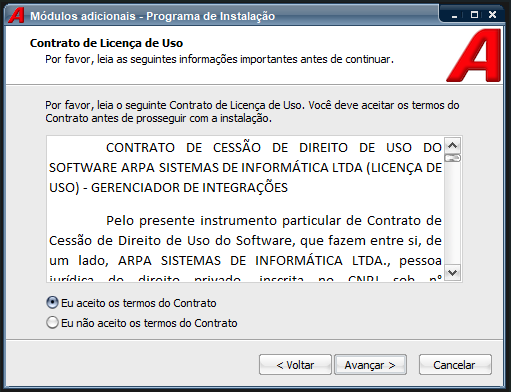 Módulos adicionais - Programa de Instalação
Contrato de Licença de Uso
Por favor, leia as seguintes informações importantes antes de continuar.
A
Por favor, leia o seguinte Contrato de Licença de Uso. Você deve aceitar os termos do
Contrato antes de prosseguir com a instalação.
CONTRATO DE CESSÃO DE DIREITO DE USO DO
SOFTWARE ARPA SISTEMAS DE INFORMÁTICA LTDA (LICENÇA DE
USO) - GERENCIADOR DE INTEGRAÇÕES
Pelo presente instrumento particular de Contrato de
Cessão de Direito de Uso do Software, que fazem entre si, de
um lado, ARPA SISTEMAS DE INFORMÁTICA LTDA., pessoa
jurídica de direito privado, inscrita no CNPJ sob n°
Eu aceito os termos do Contrato
Eu não aceito os termos do Contrato
< Voltar
Avançar >
Cancelar